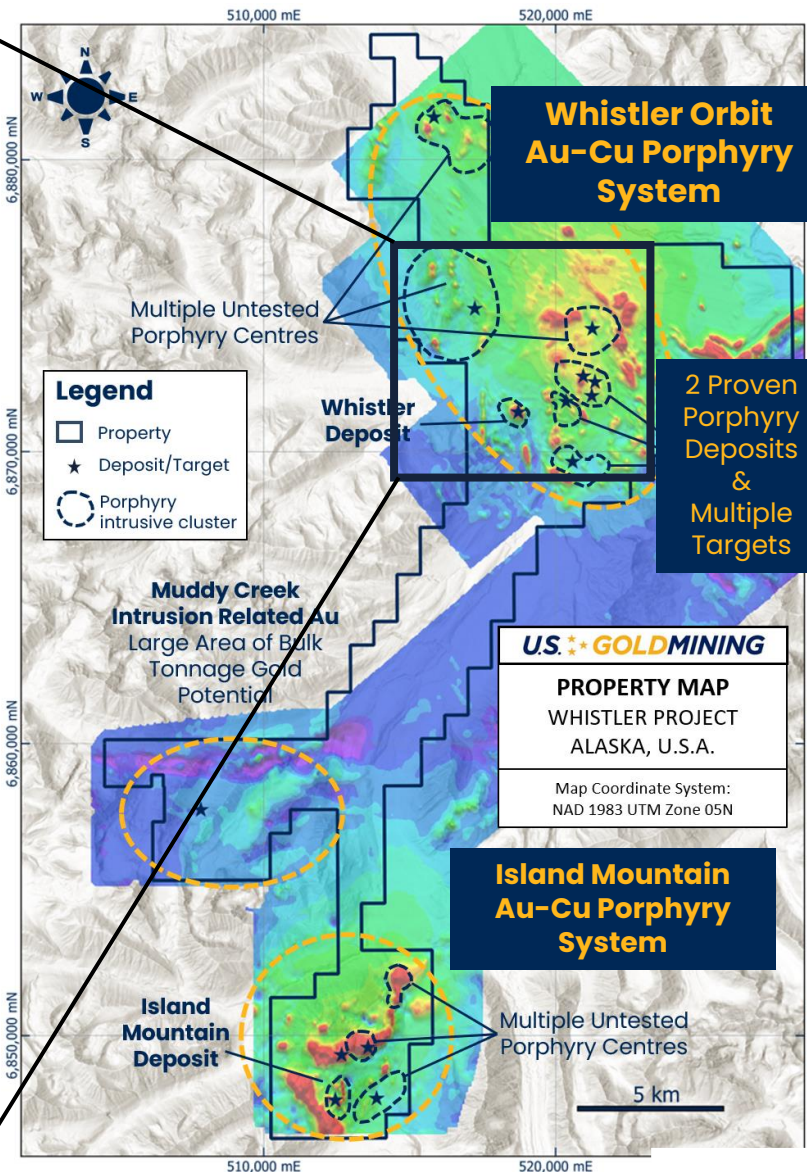 510,000 mE
520,000 mE
N
W
E
S
6,880,000 mN
6,870,000 mN
6,860,000 mN
6,850,000 mN
Whistler Orbit
Au-Cu Porphyry
System
Multiple Untested
Porphyry Centres
Legend
Property
Deposit/Target
Porphyry
intrusive cluster
Whistler
Deposit
2 Proven
Porphyry
Deposits
&
Multiple
Targets
Muddy Creek
Intrusion Related Au
Large Area of Bulk
Tonnage Gold
Potential
U.S. GOLDMINING
PROPERTY MAP
WHISTLER PROJECT
ALASKA, U.S.A.
Map Coordinate System:
NAD 1983 UTM Zone 05N
Island Mountain
Au-Cu Porphyry
System
Island
Mountain
Deposit
Multiple Untested
Porphyry Centres
5 km
510,000 mE
520,000 mE